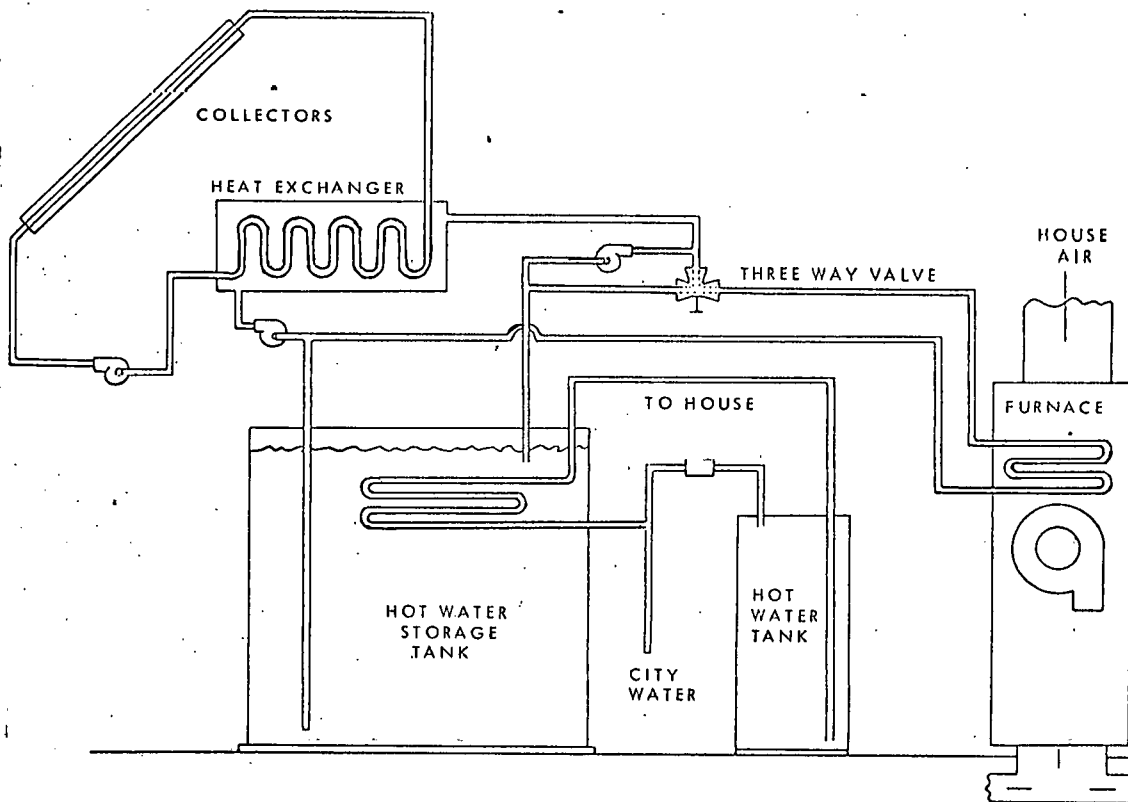 COLLECTORS
HEAT EXCHANGER
THREE WAY VALVE
HOUSE
AIR
TO HOUSE
FURNACE
HOT WATER
STORAGE
TANK
HOT
WATER
TANK
CITY
WATER